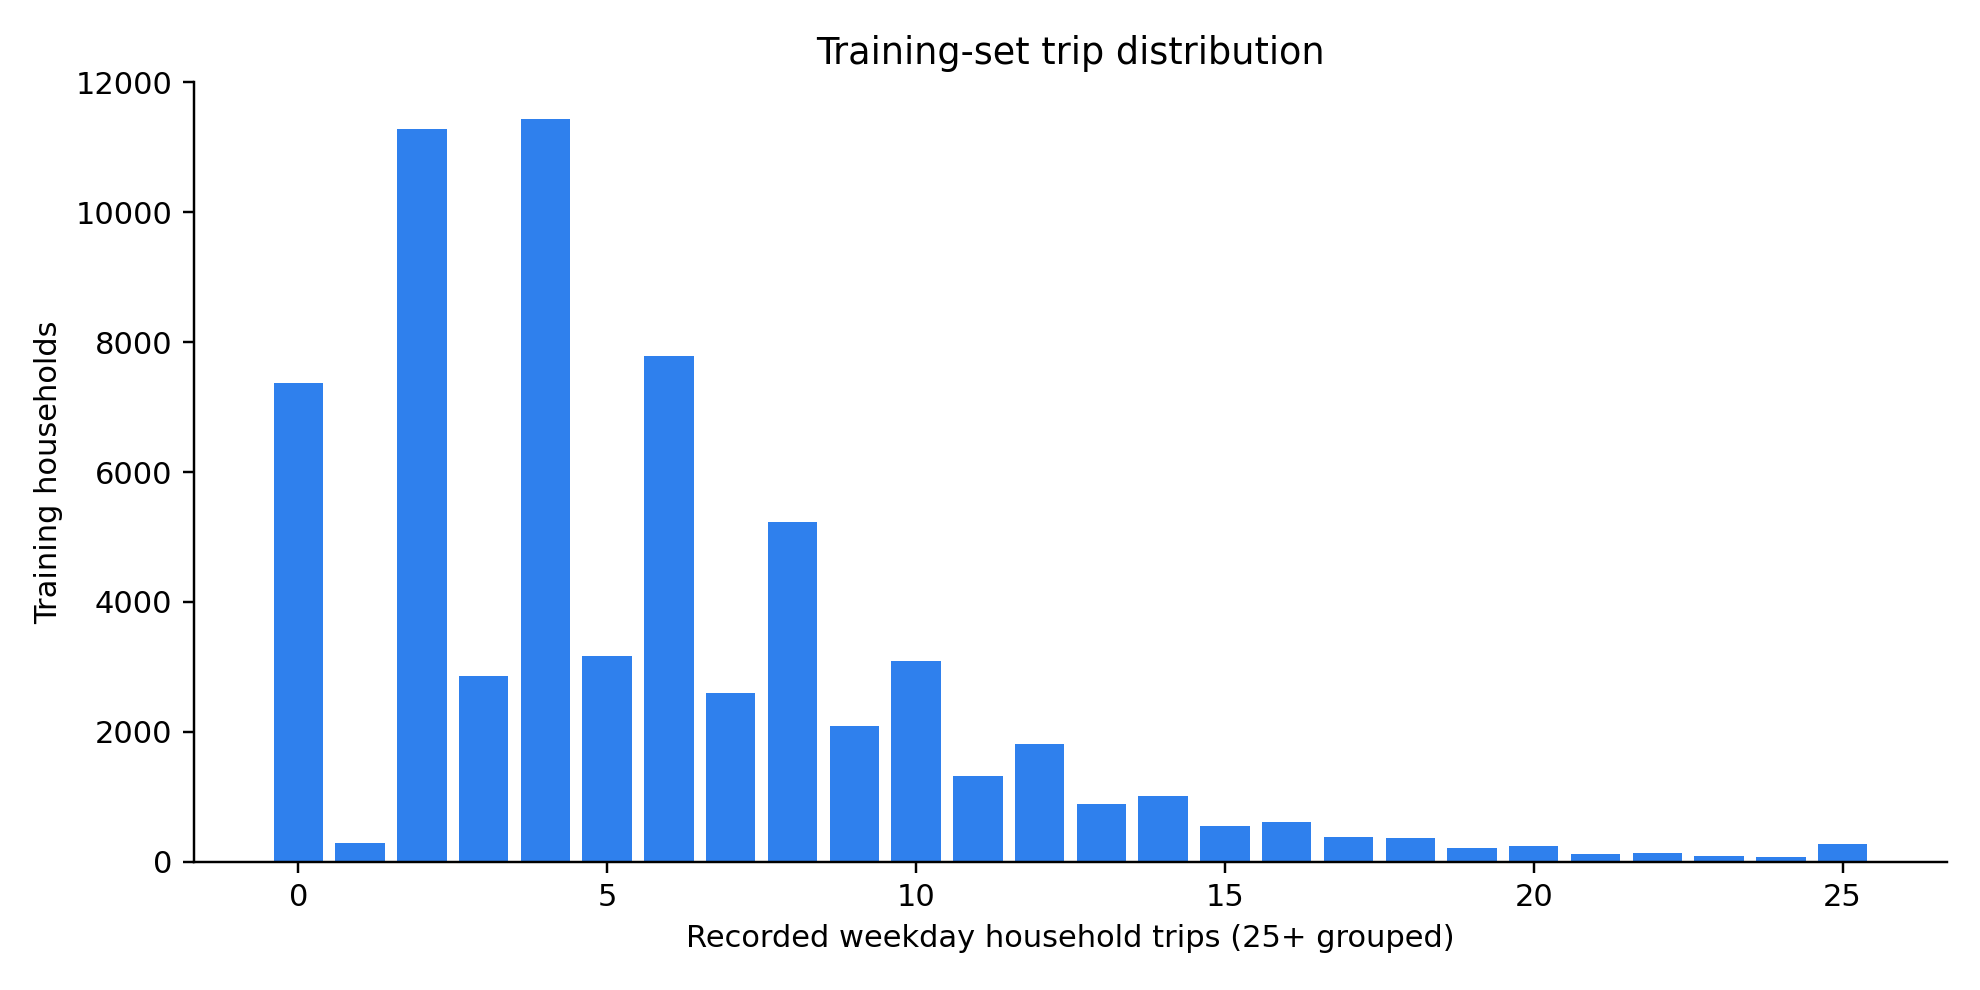 Training-set trip distribution
12000
10000
8000
6000
4000
2000
0
Training households
0 5 10 15 20 25
Recorded weekday household trips (25+ grouped)